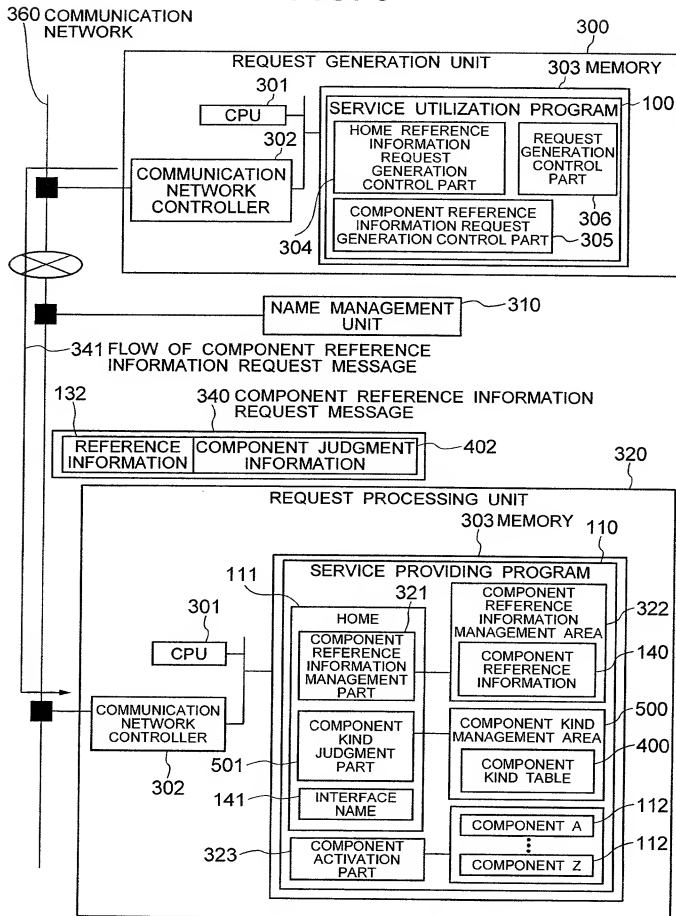 360 COMMUNICATION
NETWORK
300
REQUEST GENERATION UNIT
303 MEMORY
301
CPU
SERVICE UTILIZATION PROGRAM
100
302
COMMUNICATION
NETWORK
CONTROLLER
HOME REFERENCE
INFORMATION
REQUEST
GENERATION
CONTROL PART
REQUEST
GENERATION
CONTROL
PART
306
304
COMPONENT REFERENCE
INFORMATION REQUEST
GENERATION CONTROL PART
305
NAME MANAGEMENT
UNIT
310
341 FLOW OF COMPONENT REFERENCE
INFORMATION REQUEST MESSAGE
340 COMPONENT REFERENCE INFORMATION
REQUEST MESSAGE
132
REFERENCE
INFORMATION
COMPONENT JUDGMENT
INFORMATION
402
320
REQUEST PROCESSING UNIT
303 MEMORY
110
SERVICE PROVIDING PROGRAM
111
321
HOME
COMPONENT
REFERENCE
INFORMATION
MANAGEMENT
PART
COMPONENT
REFERENCE
INFORMATION
MANAGEMENT AREA
322
COMPONENT
REFERENCE
INFORMATION
140
301
CPU
COMMUNICATION
NETWORK
CONTROLLER
302
COMPONENT
KIND
JUDGMENT
PART
501
COMPONENT KIND
MANAGEMENT AREA
500
COMPONENT
KIND TABLE
400
141
INTERFACE
NAME
COMPONENT A
112
COMPONENT Z
112
323
COMPONENT
ACTIVATION
PART